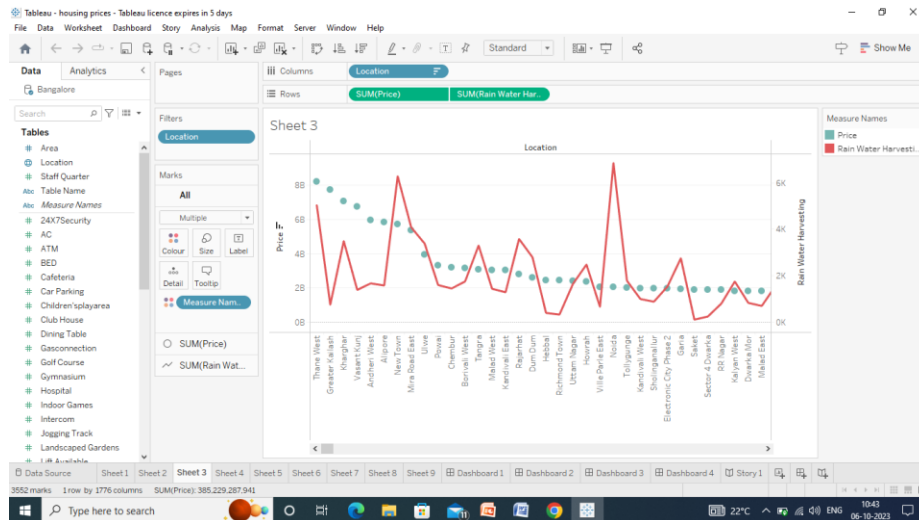 Tableau - housing prices - Tableau licence expires in 5 days
File Data Worksheet Dashboard Story Analysis Map Format Server Window Help
Standard
Show Me
Data Analytics
Bangalore
Search
Tables
# Area
Location
# Staff Quarter
Abc Table Name
Abc Measure Names
# 24X7Security
# AC
# ATM
# BED
# Cafeteria
# Car Parking
# Children'splayarea
# Club House
# Dining Table
# Gasconnection
# Golf Course
# Gymnasium
# Hospital
# Indoor Games
# Intercom
# Jogging Track
# Landscaped Gardens
# Lift Available
Pages
Filters
Location
Marks
All
Multiple
Colour Size Label
Detail Tooltip
Measure Nam...
SUM(Price)
SUM(Rain Wat...
Columns Location
Rows SUM(Price) SUM(Rain Water Har..
Sheet 3
Location
8B
6B
4B
2B
0B
Price
6K
4K
2K
0K
Rain Water Harvesting
Thane West
Greater Kailash
Kharghar
Vasant Kunj
Andheri West
Alipore
New Town
Mira Road East
Ulwe
Powai
Chembur
Borivali West
Tangra
Malad West
Kandivali East
Rajarhat
Dum Dum
Hebbal
Richmond Town
Uttam Nagar
Howrah
Ville Parle East
Noida
Tollygunge
Kandivali West
Sholinganallur
Electronic City Phase 2
Garia
Saket
Sector 4 Dwarka
RR Nagar
Kalyan West
Dwarka Mor
Malad East
Measure Names
Price
Rain Water Harvesti..
Data Source Sheet 1 Sheet 2 Sheet 3 Sheet 4 Sheet 5 Sheet 6 Sheet 7 Sheet 8 Sheet 9 Dashboard 1 Dashboard 2 Dashboard 3 Dashboard 4 Story 1
3552 marks 1 row by 1776 columns SUM(Price): 385,229,287,941
Type here to search
22°C ENG
10:43
06-10-2023